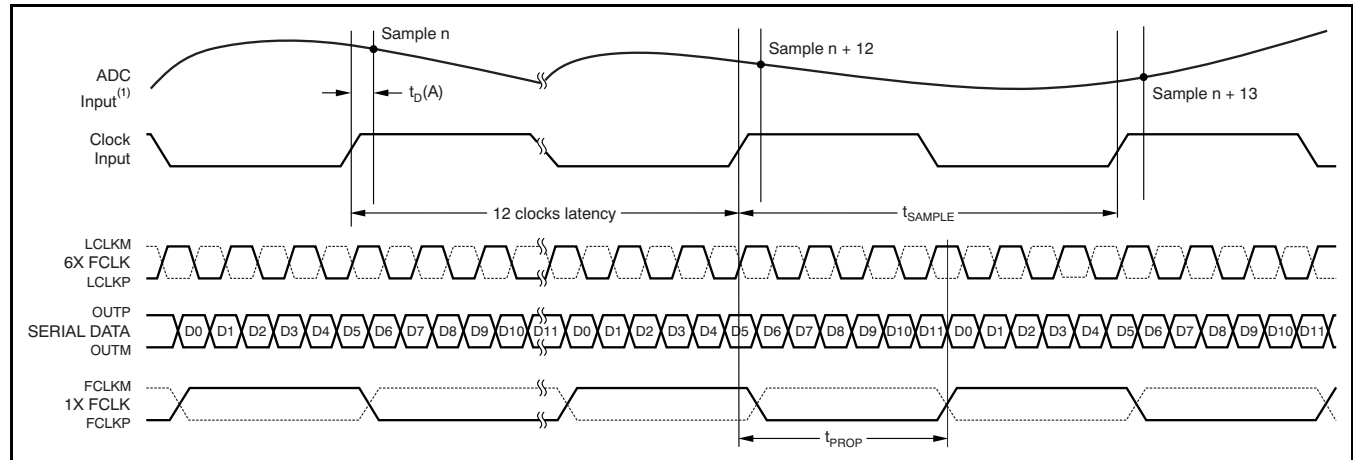 Sample n
Sample n + 12
ADC
Input(1)
tD(A)
Sample n + 13
Clock
Input
12 clocks latency
tSAMPLE
LCLKM
6X FCLK
LCLKP
OUTP
SERIAL DATA
OUTM
D0 D1 D2 D3 D4 D5 D6 D7 D8 D9 D10 D11 D0 D1 D2 D3 D4 D5 D6 D7 D8 D9 D10 D11 D0 D1 D2 D3 D4 D5 D6 D7 D8 D9 D10 D11
FCLKM
1X FCLK
FCLKP
tPROP